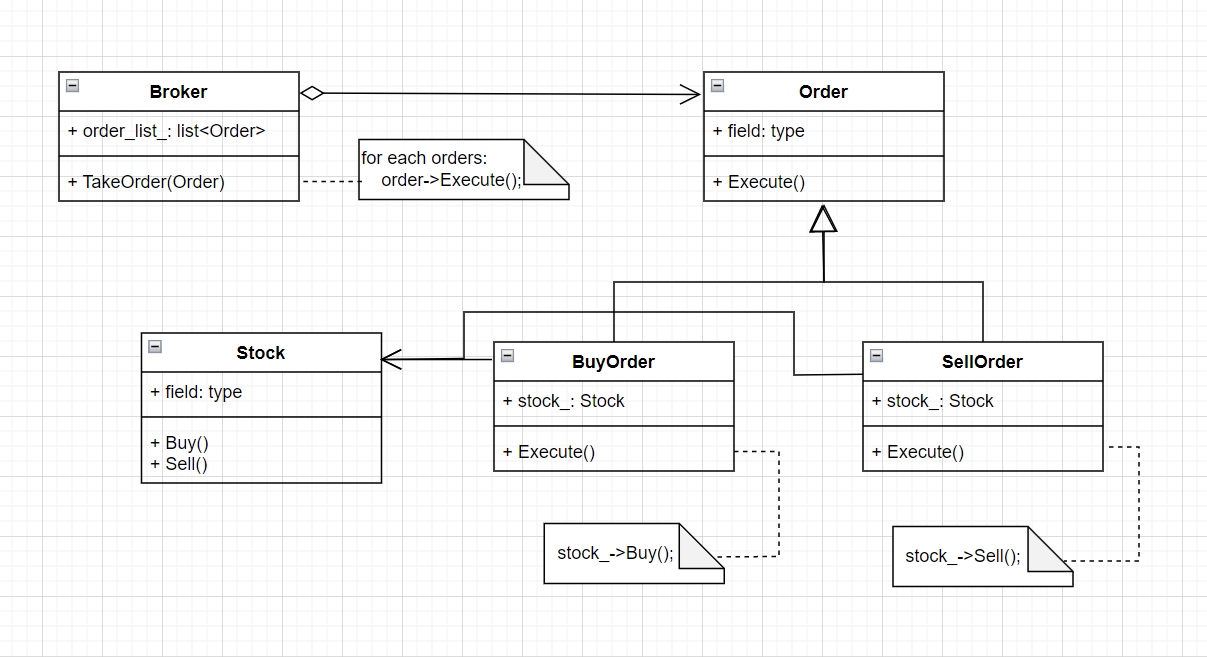 Broker
+ order_list_: list<Order>
+ TakeOrder(Order)
for each orders:
order->Execute();
Order
+ field: type
+ Execute()
Stock
+ field: type
+ Buy()
+ Sell()
BuyOrder
+ stock_: Stock
+ Execute()
stock_->Buy();
SellOrder
+ stock_: Stock
+ Execute()
stock_->Sell();